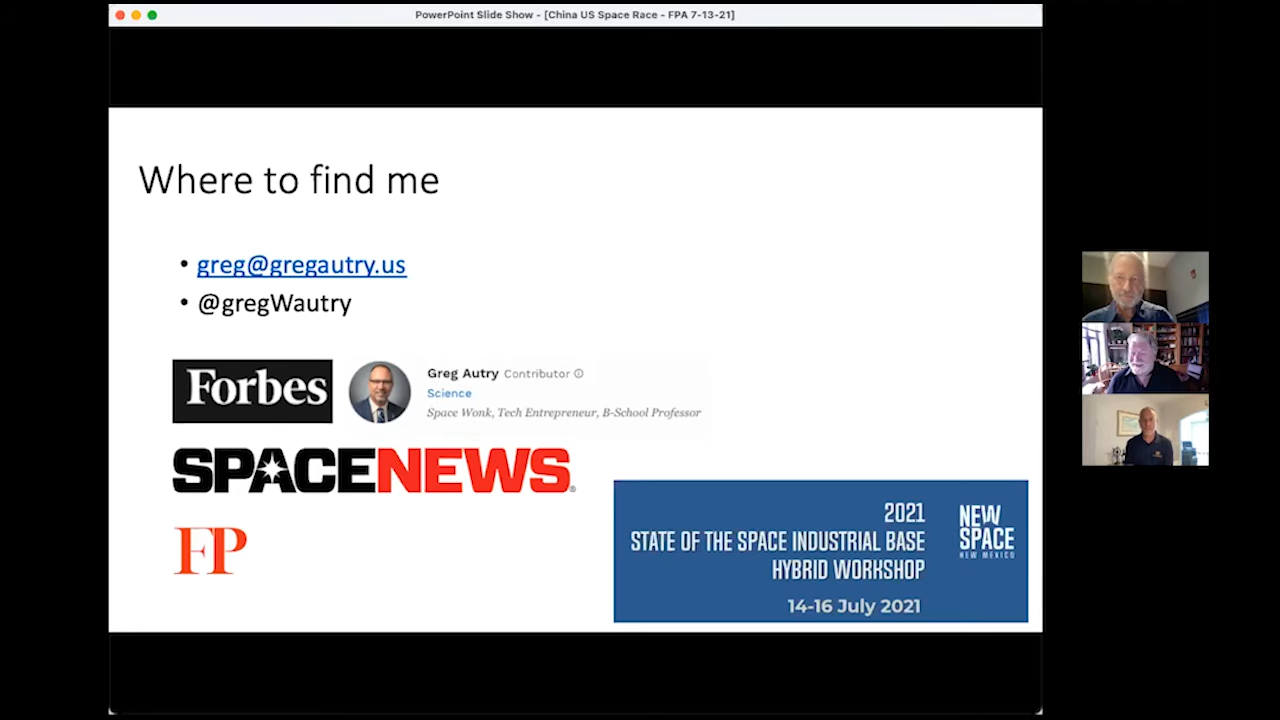 PowerPoint Slide Show - [China US Space Race - FPA 7-13-21]
Where to find me
• greg@gregautry.us
• @gregWautry
Forbes
Greg Autry Contributor
Science
Space Wonk, Tech Entrepreneur, B-School Professor
SPACENEWS®
FP
2021
STATE OF THE SPACE INDUSTRIAL BASE
HYBRID WORKSHOP
14-16 July 2021
NEW
SPACE
NEW MEXICO